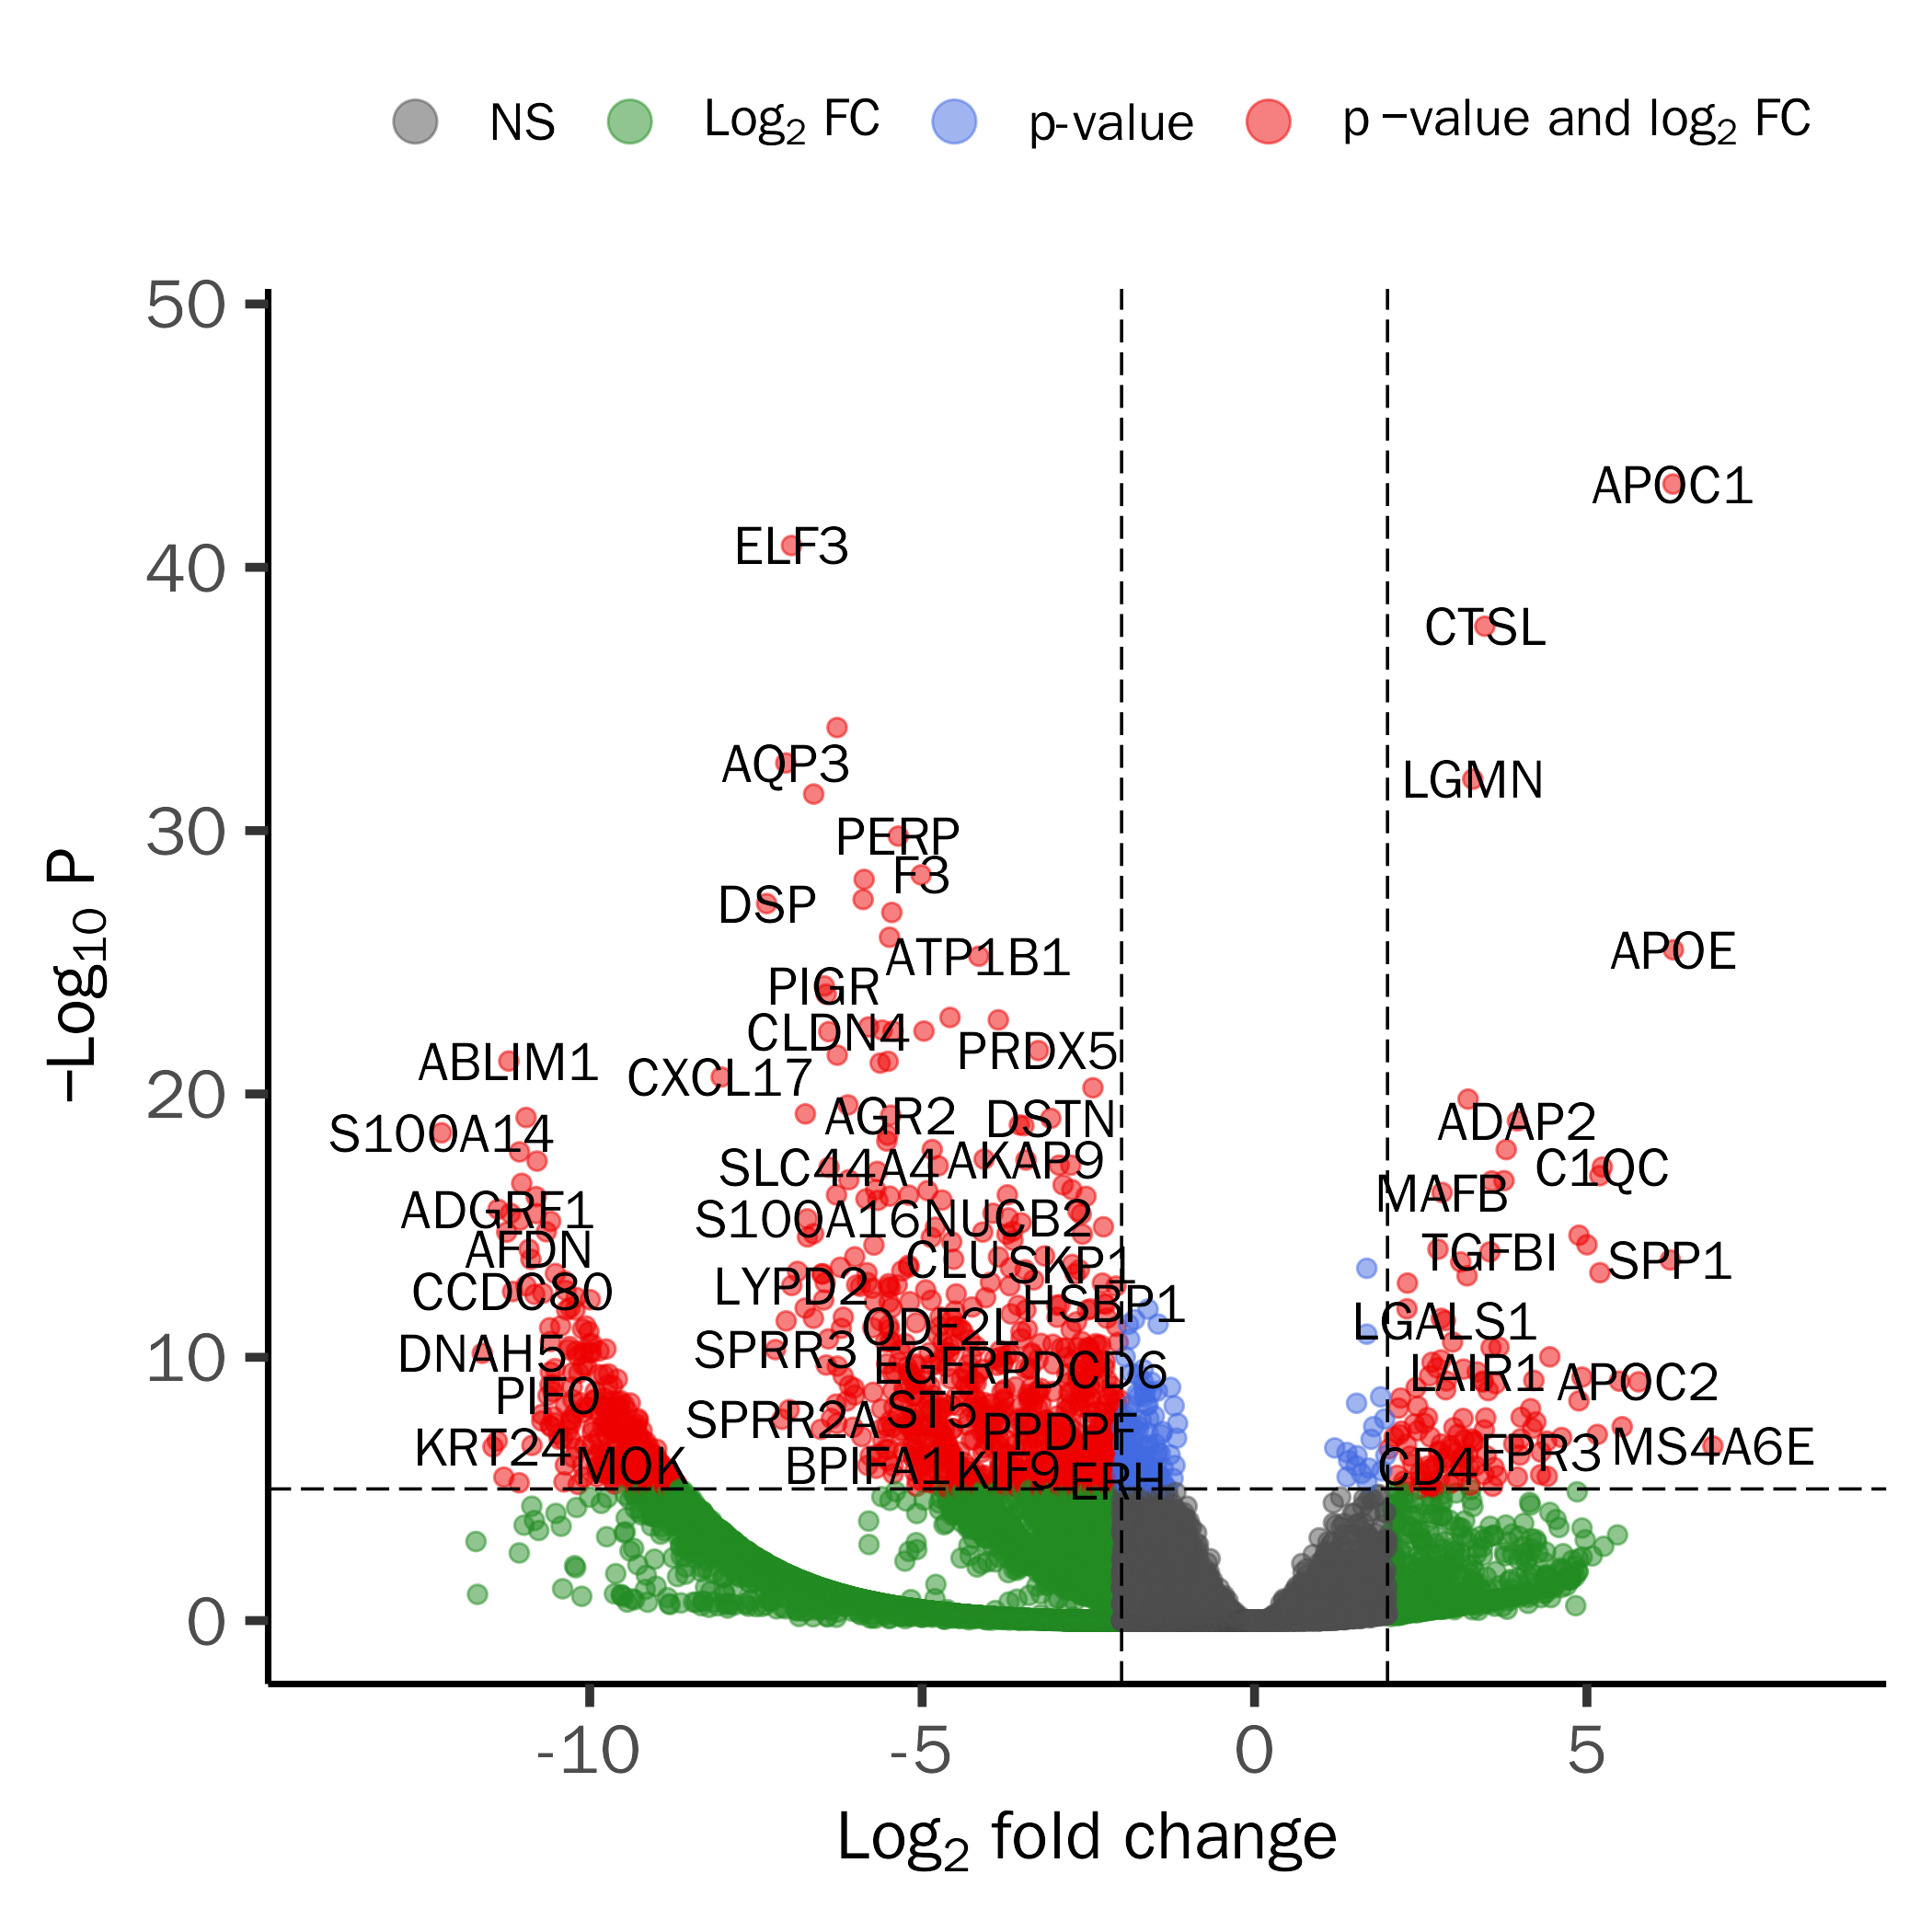 NS Log₂ FC p-value p −value and log₂ FC
50
40
30
20
10
0
−Log₁₀ P
APOC1
ELF3
CTSL
AQP3
LGMN
PERP
F3
DSP
ATP1B1
APOE
PIGR
CLDN4
PRDX5
ABLIM1
CXCL17
AGR2
DSTN
ADAP2
S100A14
SLC44A4
AKAP9
C1QC
MAFB
ADGRF1
S100A16
NUCB2
AFDN
CLU
SKP1
TGFBI
SPP1
CCDC80
LYPD2
HSBP1
ODF2L
LGALS1
DNAH5
SPRR3
EGFR
PDCD6
LAIR1
APOC2
PIFO
SPRR2A
ST5
PPDPF
KRT24
MOK
BPIFA1
KIF9
ERH
CD4
FPR3
MS4A6E
-10 -5 0 5
Log₂ fold change